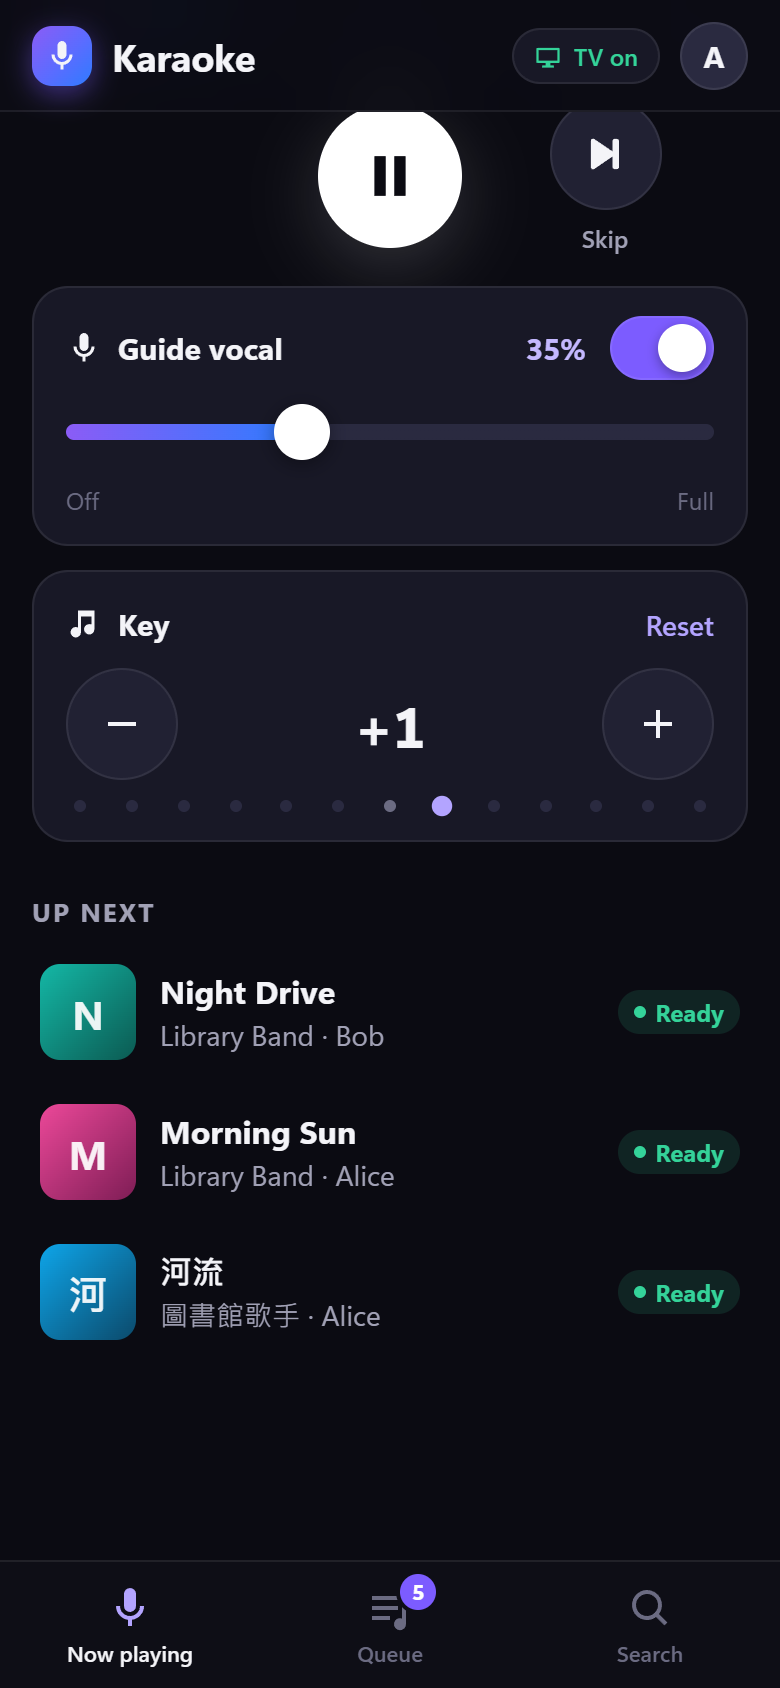 Karaoke
TV on
A
Skip
Guide vocal
35%
Off
Full
Key
Reset
+1
UP NEXT
N
Night Drive
Library Band · Bob
Ready
M
Morning Sun
Library Band · Alice
Ready
河
河流
圖書館歌手 · Alice
Ready
5
Now playing
Queue
Search